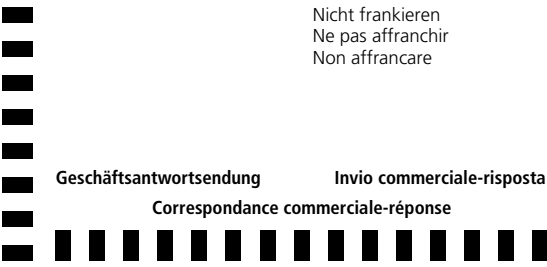 Nicht frankieren
Ne pas affranchir
Non affrancare
Geschäftsantwortsendung Invio commerciale-risposta
Correspondance commerciale-réponse